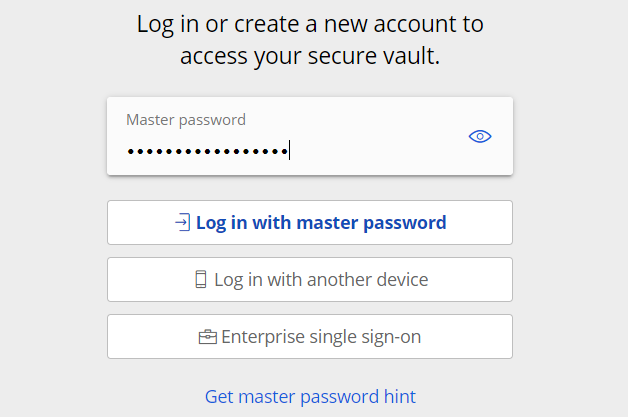 Log in or create a new account to
access your secure vault.
Master password
•••••••••••••••••
Log in with master password
Log in with another device
Enterprise single sign-on
Get master password hint